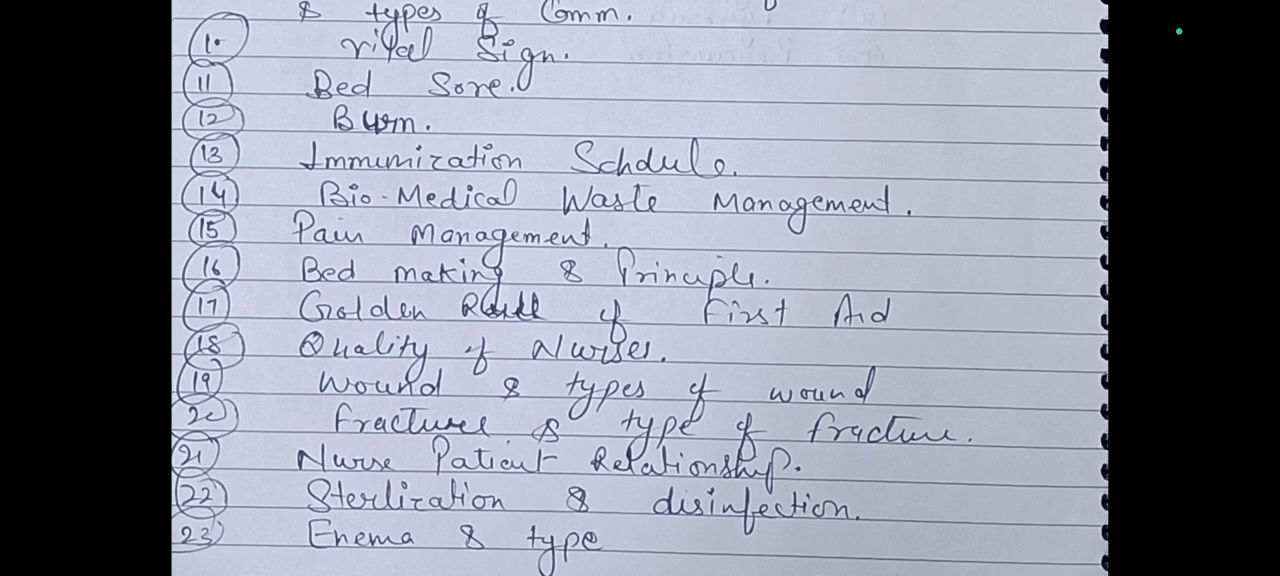 & types of Comm.
10 Vital Sign.
11 Bed Sore.
12 Burn.
13 Immunization Schdule.
14 Bio-Medical Waste Management.
15 Pain Management.
16 Bed making & Principle.
17 Golden Rule of First Aid
18 Quality of Nurses.
19 Wound & types of wound
20 Fracture & type of fracture.
21 Nurse Patient Relationship.
22 Sterlization & disinfection.
23 Enema & type